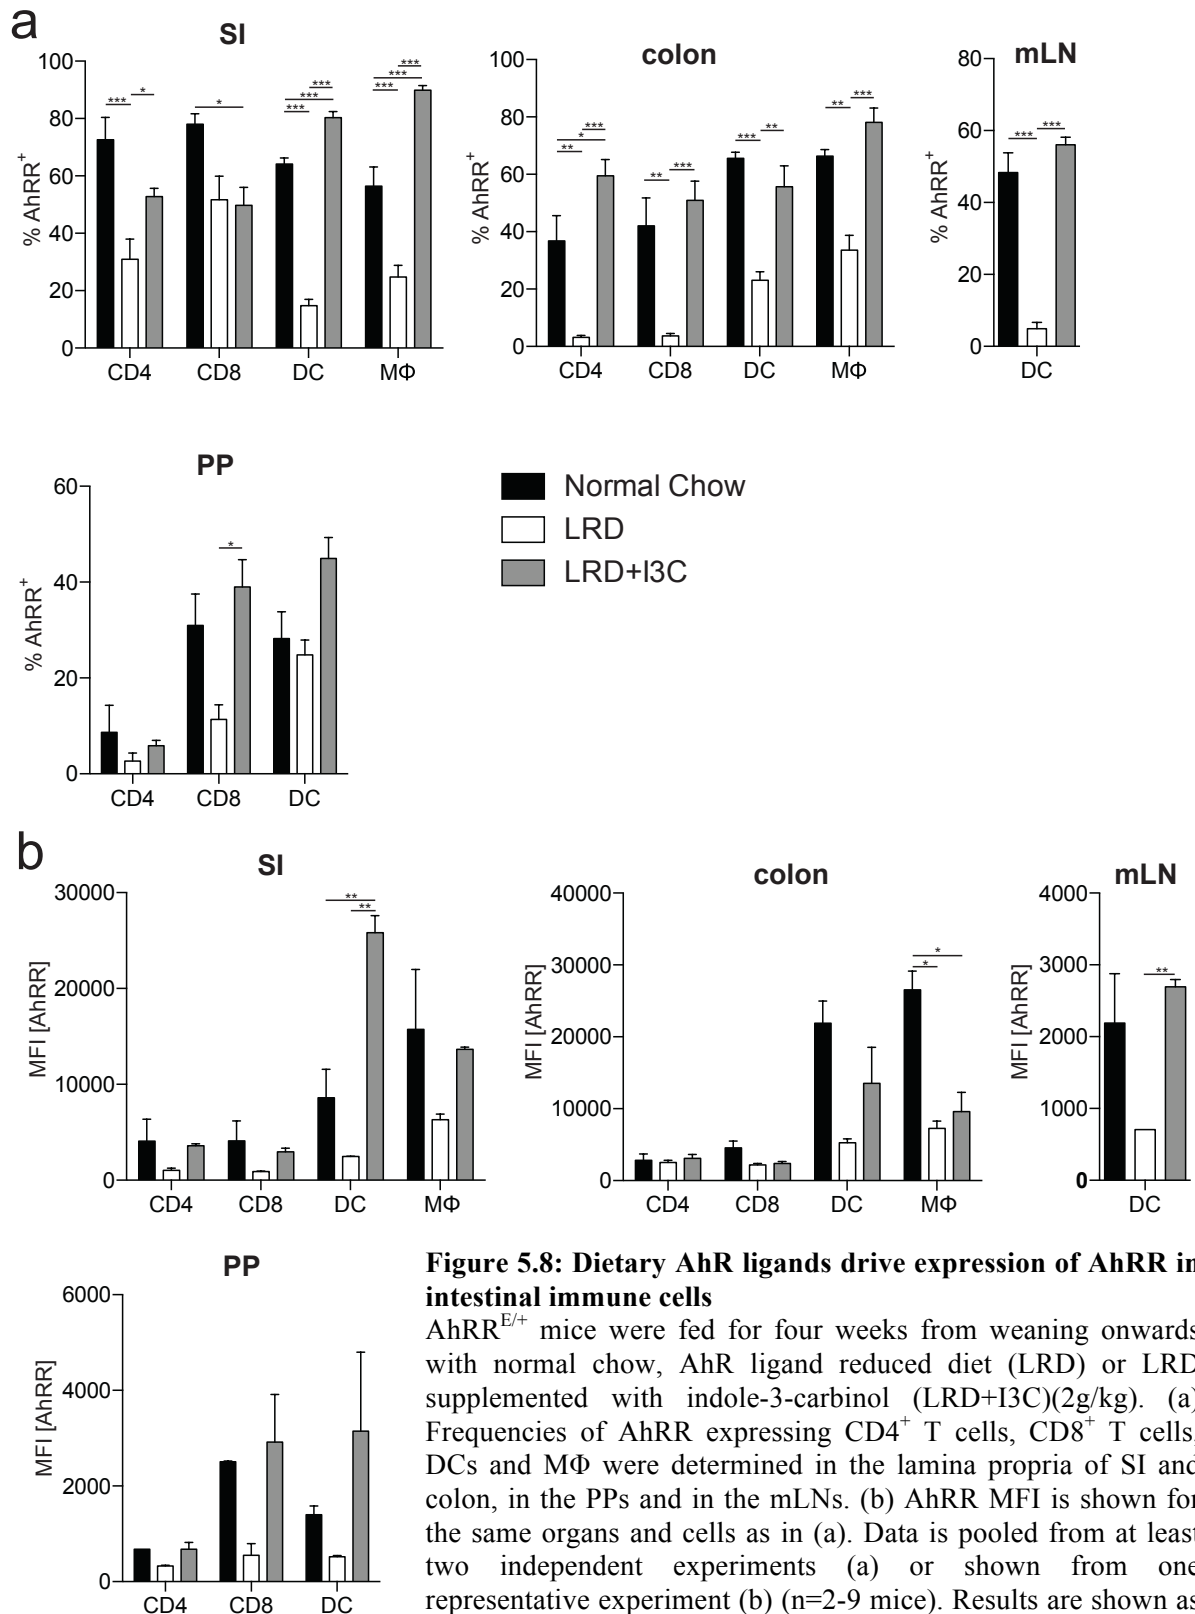 a
SI
100
80
60
40
20
0
% AhRR+
*** *
*
*** *** ***
*** *** ***
CD4 CD8 DC MΦ
colon
100
80
60
40
20
0
% AhRR+
** * ***
** ***
*** **
** ***
CD4 CD8 DC MΦ
mLN
80
60
40
20
0
% AhRR+
*** ***
DC
PP
60
40
20
0
% AhRR+
*
CD4 CD8 DC
Normal Chow
LRD
LRD+I3C
b
SI
30000
20000
10000
0
MFI [AhRR]
**
**
CD4 CD8 DC MΦ
colon
40000
30000
20000
10000
0
MFI [AhRR]
*
*
CD4 CD8 DC MΦ
mLN
4000
3000
2000
1000
0
MFI [AhRR]
**
DC
PP
6000
4000
2000
0
MFI [AhRR]
CD4 CD8 DC
Figure 5.8: Dietary AhR ligands drive expression of AhRR in
intestinal immune cells
AhRRE/+ mice were fed for four weeks from weaning onwards
with normal chow, AhR ligand reduced diet (LRD) or LRD
supplemented with indole-3-carbinol (LRD+I3C)(2g/kg). (a)
Frequencies of AhRR expressing CD4+ T cells, CD8+ T cells,
DCs and MΦ were determined in the lamina propria of SI and
colon, in the PPs and in the mLNs. (b) AhRR MFI is shown for
the same organs and cells as in (a). Data is pooled from at least
two independent experiments (a) or shown from one
representative experiment (b) (n=2-9 mice). Results are shown as